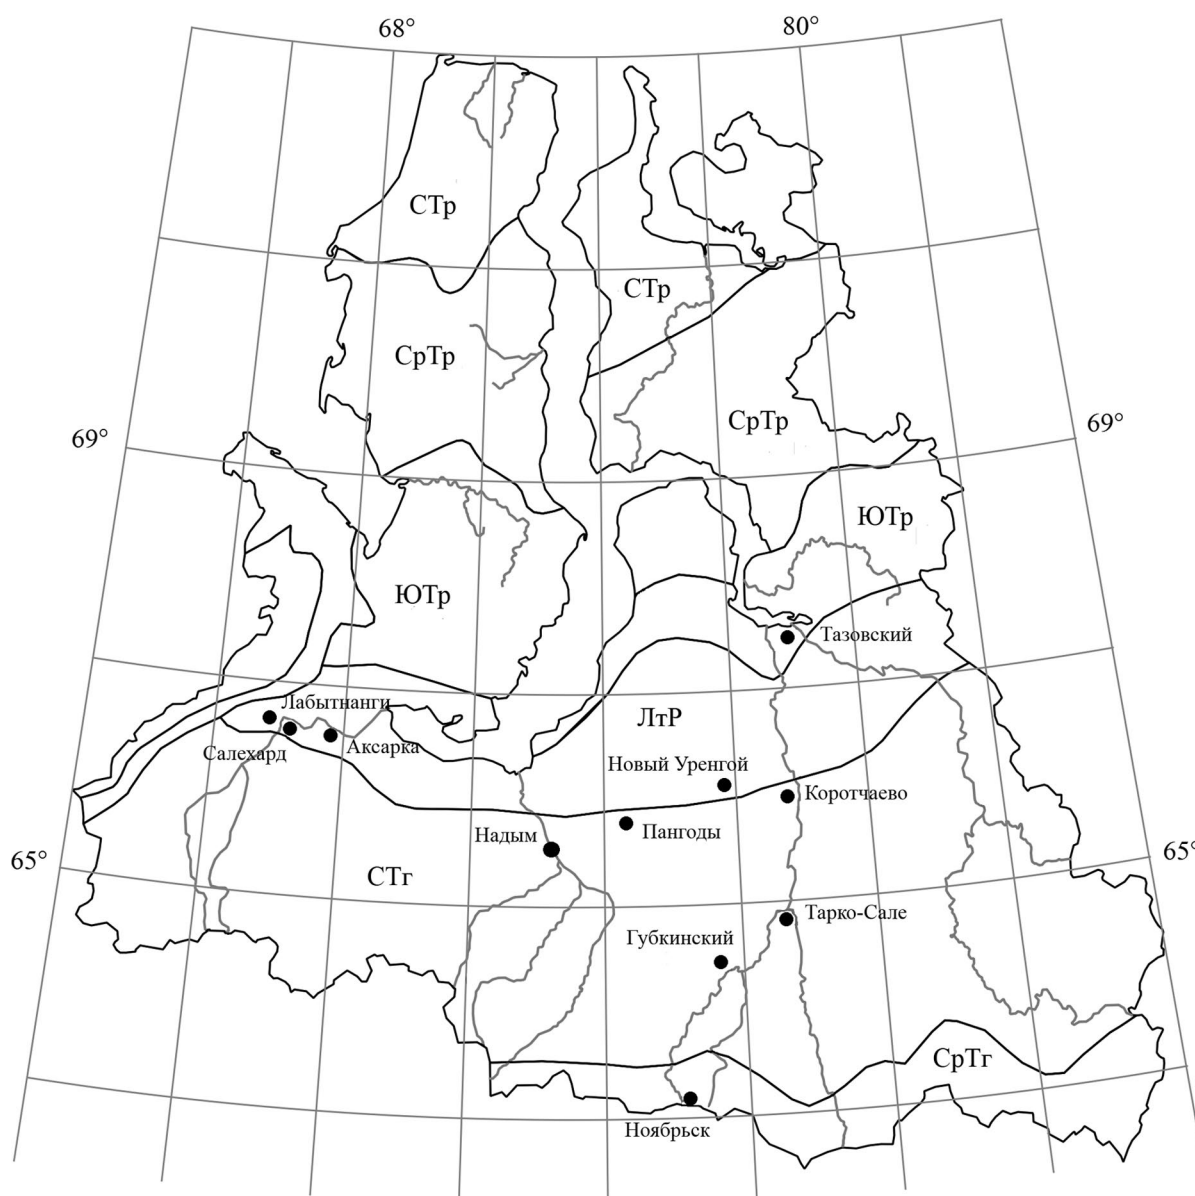 68°
80°
СТр
СТр
СрТр
СрТр
69°
69°
ЮТр
ЮТр
Тазовский
Лабытнанги
ЛтР
Салехард
Аксарка
Новый Уренгой
Коротчаево
Надым
Пангоды
65°
65°
СТг
Тарко-Сале
Губкинский
СрТг
Ноябрьск